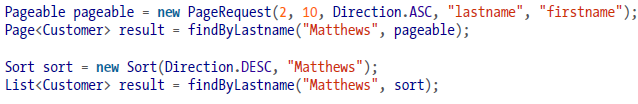 Pageable pageable = new PageRequest(2, 10, Direction.ASC, "lastname", "firstname");
Page<Customer> result = findByLastname("Matthews", pageable);
Sort sort = new Sort(Direction.DESC, "Matthews");
List<Customer> result = findByLastname("Matthews", sort);